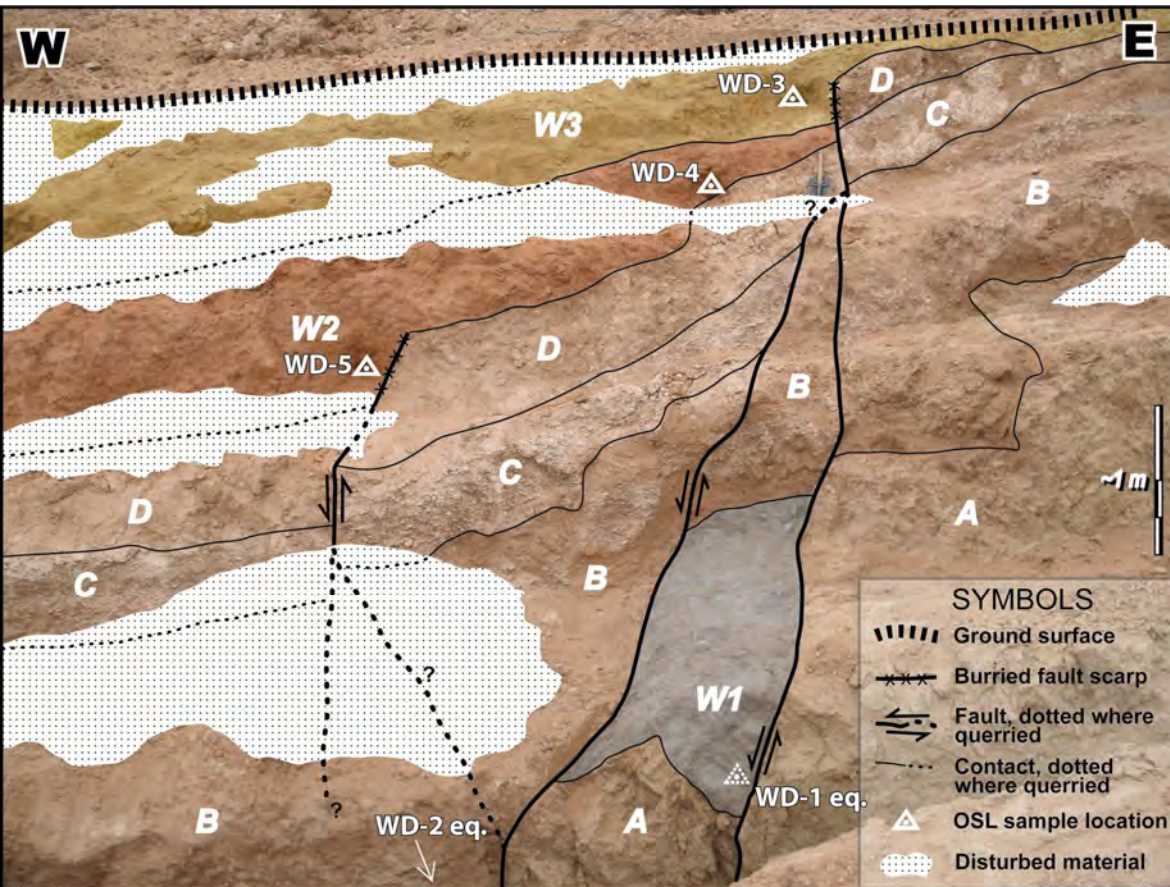 W
E
WD-3
D
C
W3
WD-4
B
?
W2
D
WD-5
B
C
D
A
~1 m
C
B
W1
?
SYMBOLS
Ground surface
Burried fault scarp
Fault, dotted where
querried
Contact, dotted
where querried
OSL sample location
Disturbed material
?
B
WD-2 eq.
A
WD-1 eq.